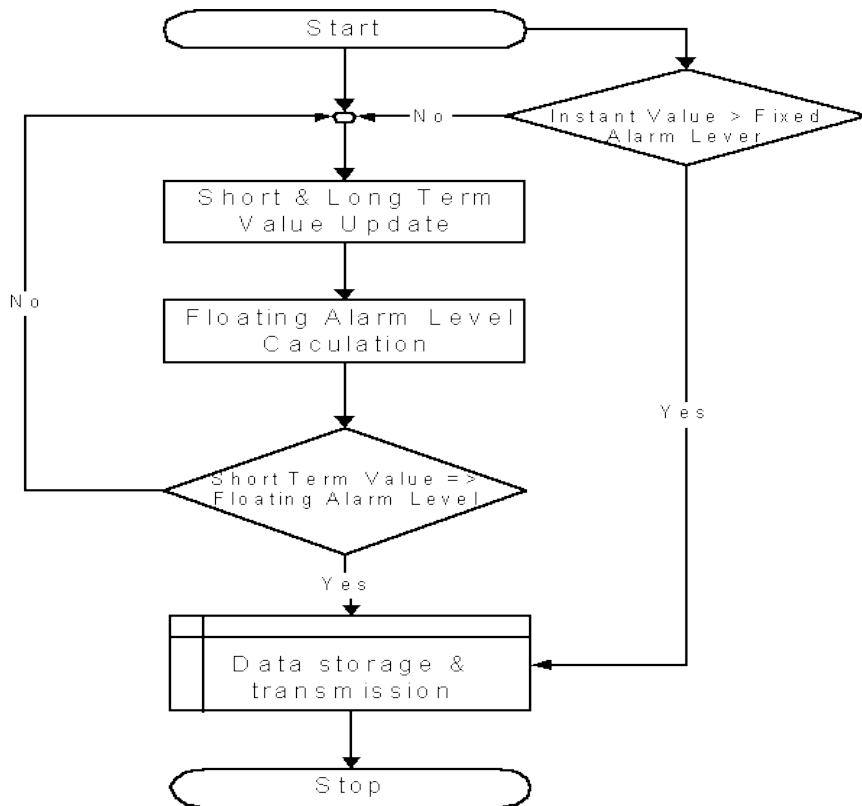 Start
Instant Value > Fixed
Alarm Lever
No
Short & Long Term
Value Update
No
Floating Alarm Level
Caculation
Yes
Short Term Value =>
Floating Alarm Level
Yes
Data storage &
transmission
Stop